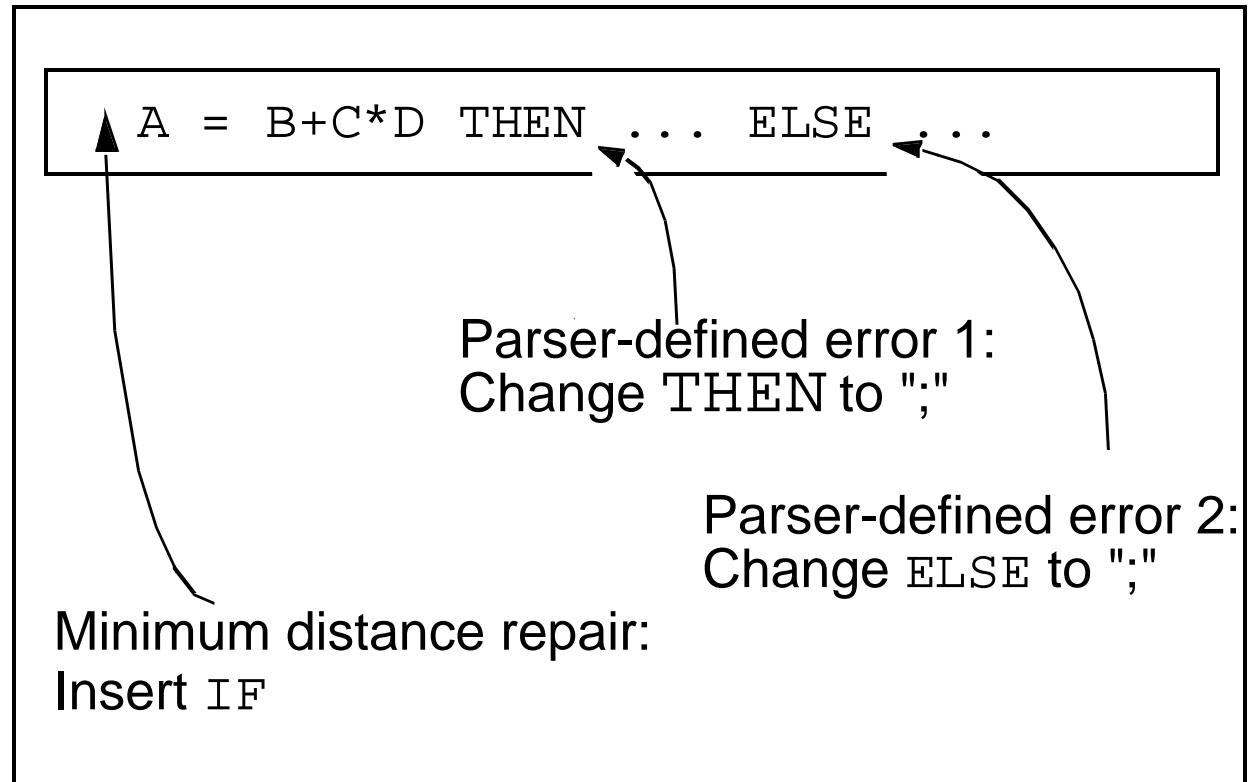 A = B+C*D THEN ... ELSE ...
Parser-defined error 1:
Change THEN to ";"
Parser-defined error 2:
Change ELSE to ";"
Minimum distance repair:
Insert IF